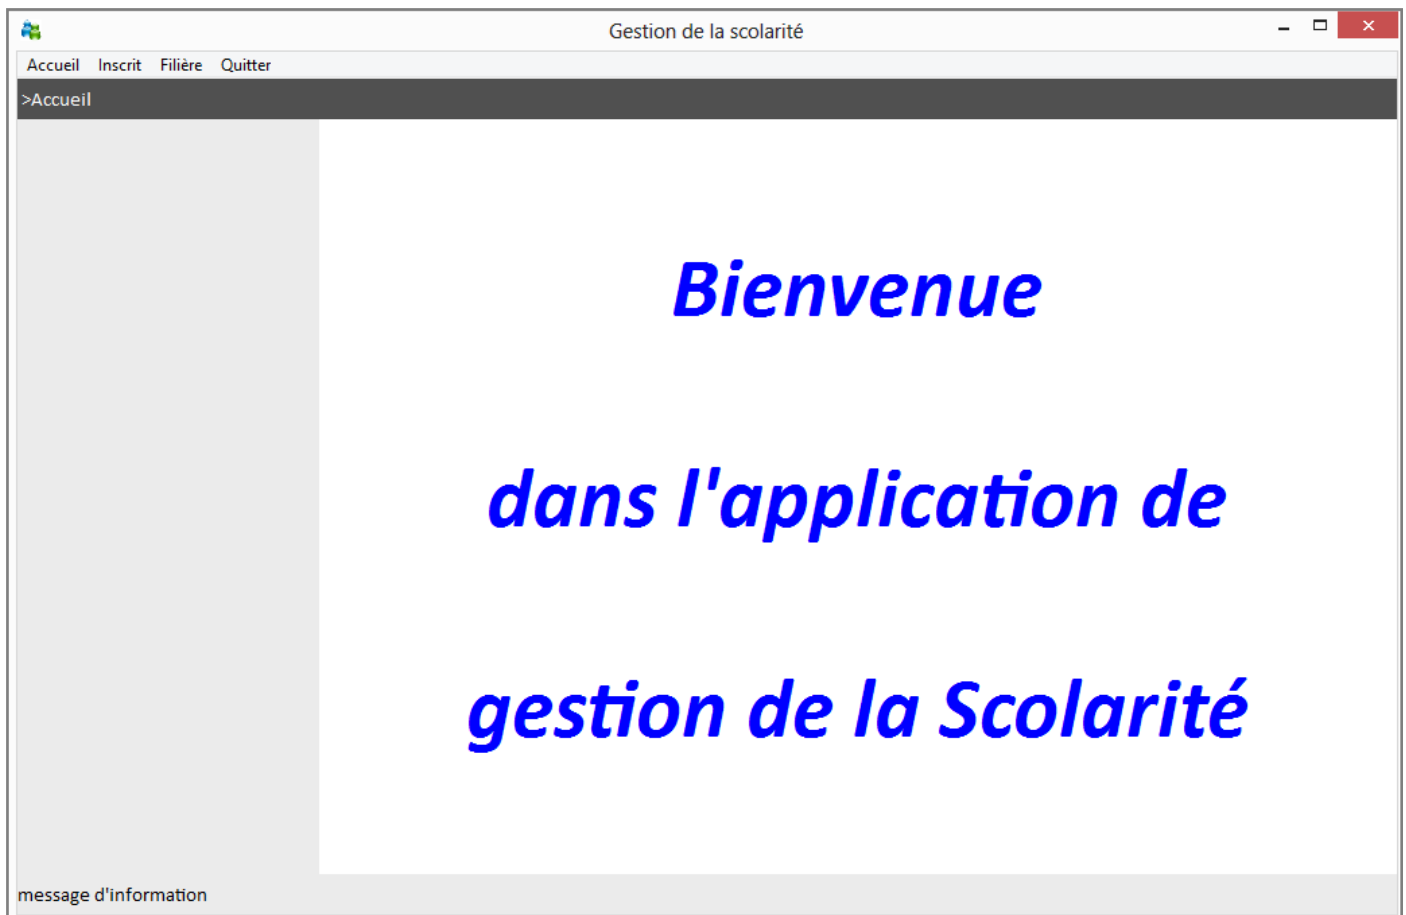 Gestion de la scolarité
Accueil Inscrit Filière Quitter
>Accueil
Bienvenue
dans l'application de
gestion de la Scolarité
message d'information